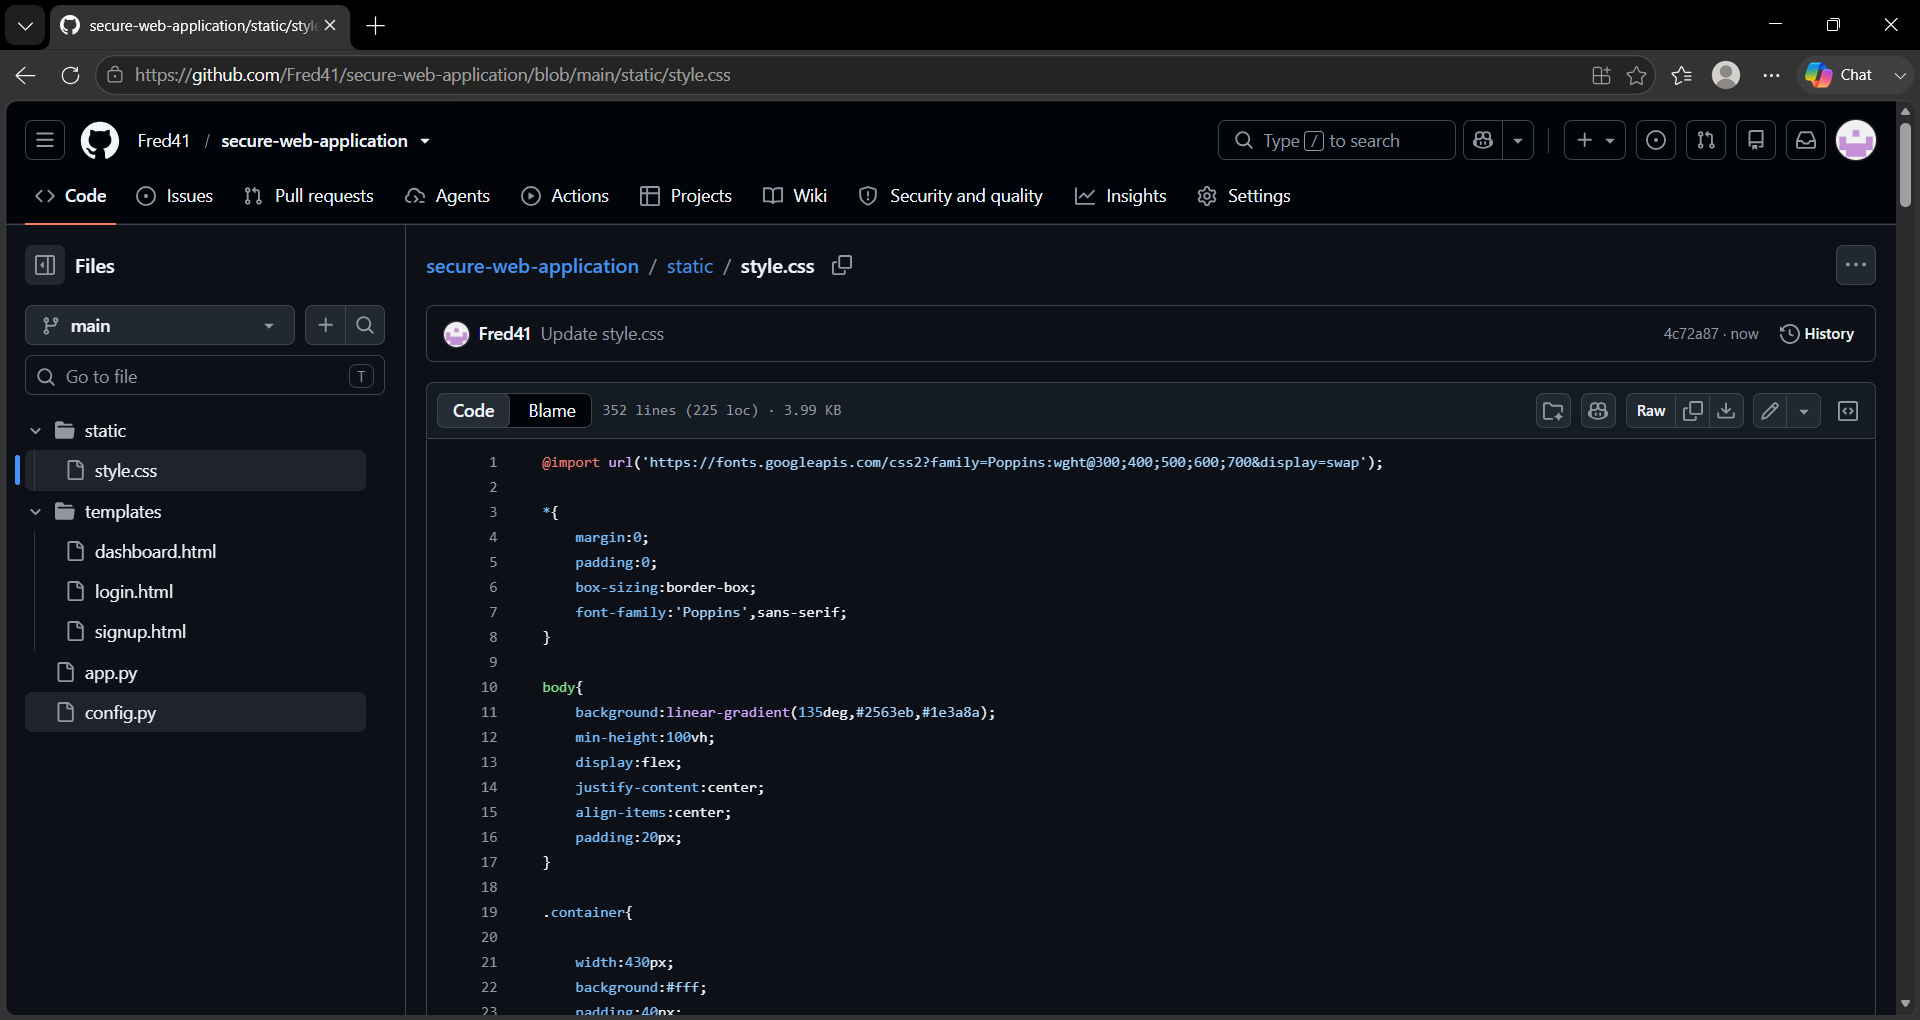 secure-web-application/static/style
https://github.com/Fred41/secure-web-application/blob/main/static/style.css
Chat
Fred41 / secure-web-application
Type / to search
Code
Issues
Pull requests
Agents
Actions
Projects
Wiki
Security and quality
Insights
Settings
Files
main
Go to file
T
static
style.css
templates
dashboard.html
login.html
signup.html
app.py
config.py
secure-web-application / static / style.css
Fred41 Update style.css
4c72a87 · now
History
Code Blame 352 lines (225 loc) · 3.99 KB
Raw
1 @import url('https://fonts.googleapis.com/css2?family=Poppins:wght@300;400;500;600;700&display=swap');
2
3 *{
4 margin:0;
5 padding:0;
6 box-sizing:border-box;
7 font-family:'Poppins',sans-serif;
8 }
9
10 body{
11 background:linear-gradient(135deg,#2563eb,#1e3a8a);
12 min-height:100vh;
13 display:flex;
14 justify-content:center;
15 align-items:center;
16 padding:20px;
17 }
18
19 .container{
20
21 width:430px;
22 background:#fff;
23 padding:40px;